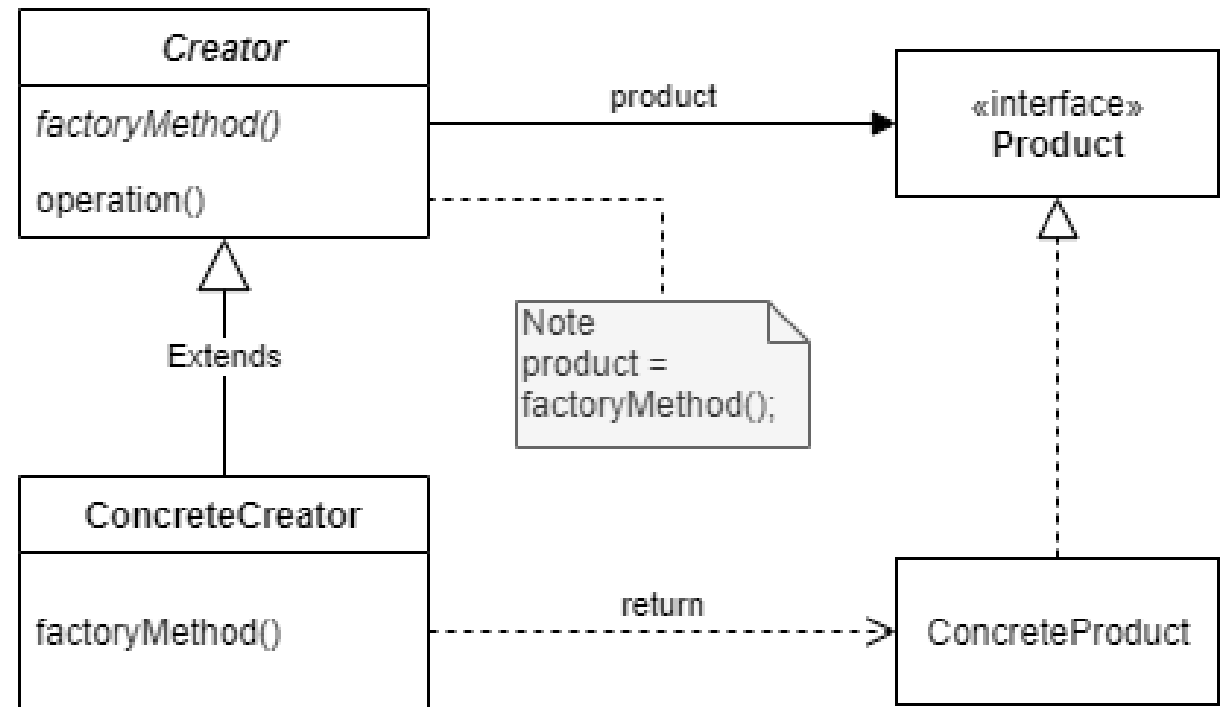 Creator
factoryMethod()
operation()
product
«interface»
Product
Note
product =
factoryMethod();
Extends
ConcreteCreator
factoryMethod()
return
ConcreteProduct